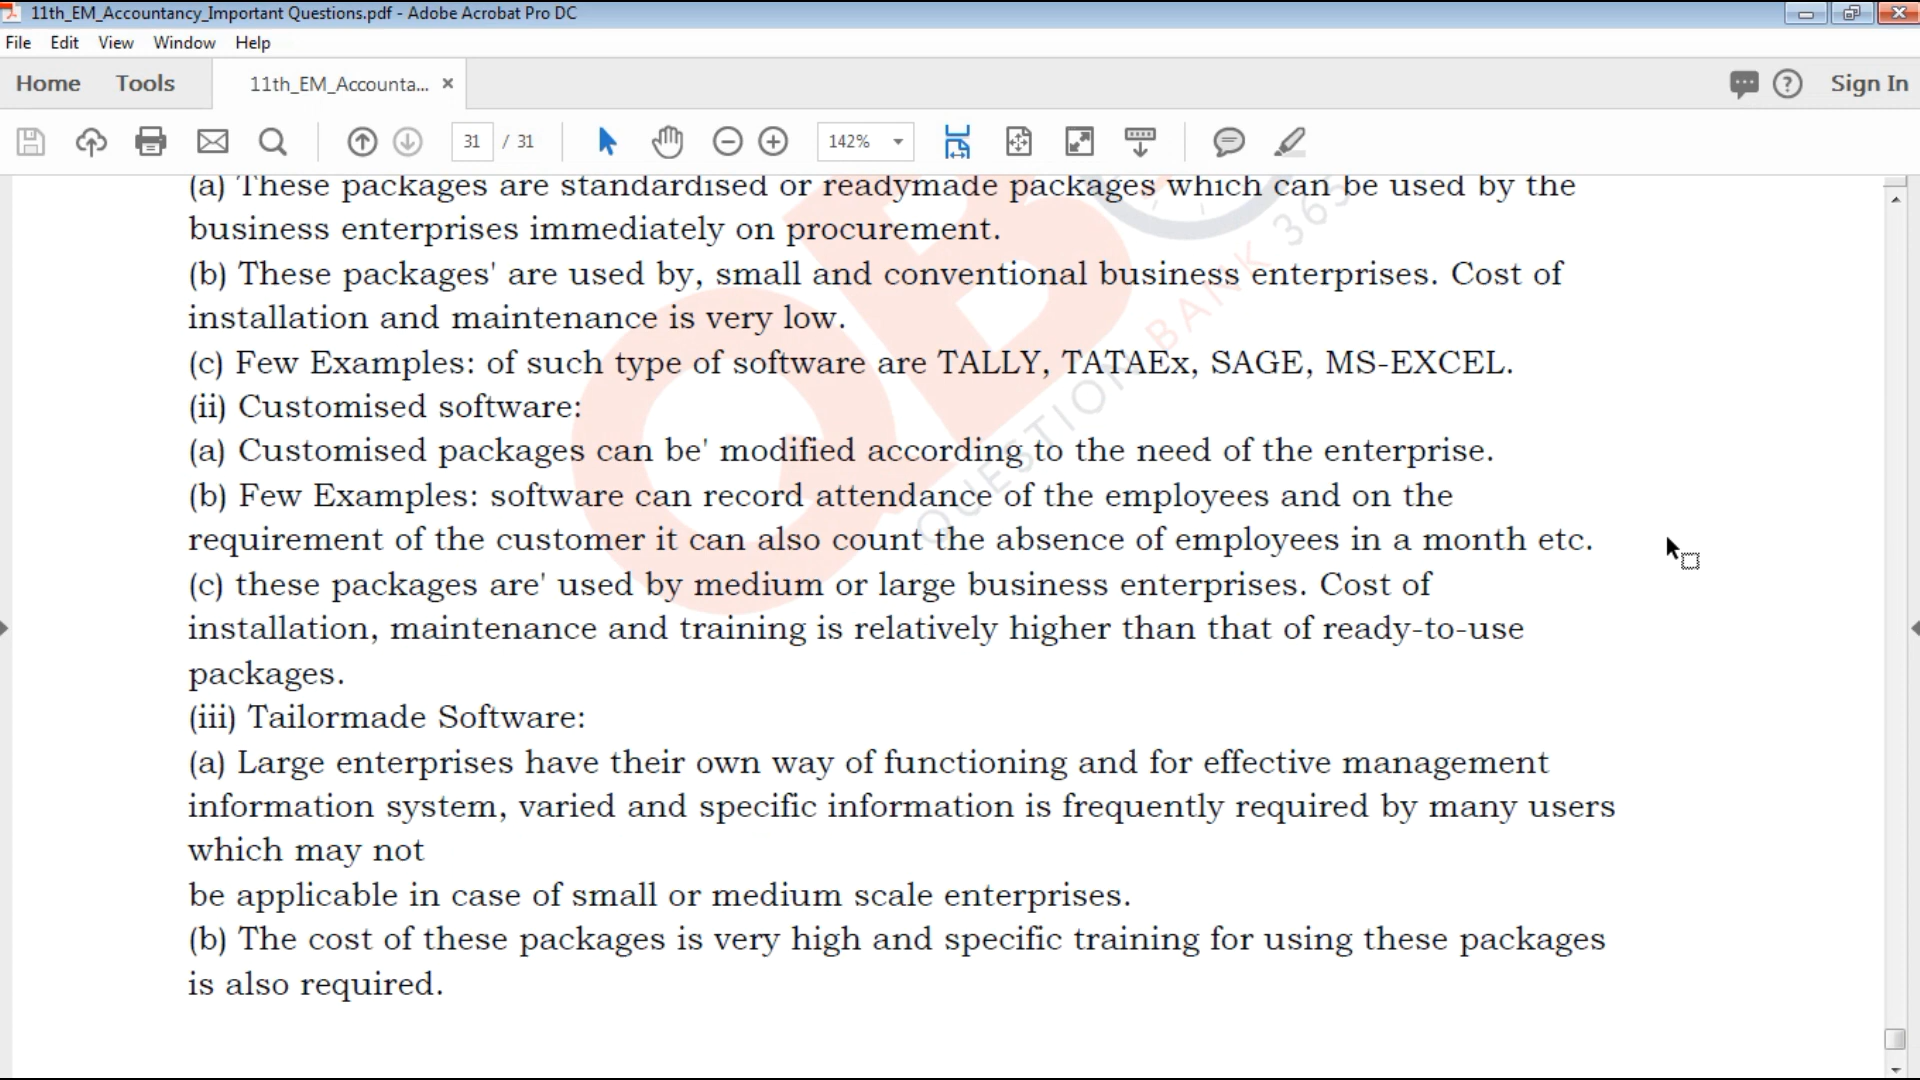 11th_EM_Accountancy_Important Questions.pdf - Adobe Acrobat Pro DC
File Edit View Window Help
Home Tools 11th_EM_Accounta... × Sign In
31 / 31 142%
(a) These packages are standardised or readymade packages which can be used by the
business enterprises immediately on procurement.
(b) These packages' are used by, small and conventional business enterprises. Cost of
installation and maintenance is very low.
(c) Few Examples: of such type of software are TALLY, TATAEx, SAGE, MS-EXCEL.
(ii) Customised software:
(a) Customised packages can be' modified according to the need of the enterprise.
(b) Few Examples: software can record attendance of the employees and on the
requirement of the customer it can also count the absence of employees in a month etc.
(c) these packages are' used by medium or large business enterprises. Cost of
installation, maintenance and training is relatively higher than that of ready-to-use
packages.
(iii) Tailormade Software:
(a) Large enterprises have their own way of functioning and for effective management
information system, varied and specific information is frequently required by many users
which may not
be applicable in case of small or medium scale enterprises.
(b) The cost of these packages is very high and specific training for using these packages
is also required.
QB
QUESTION BANK 365